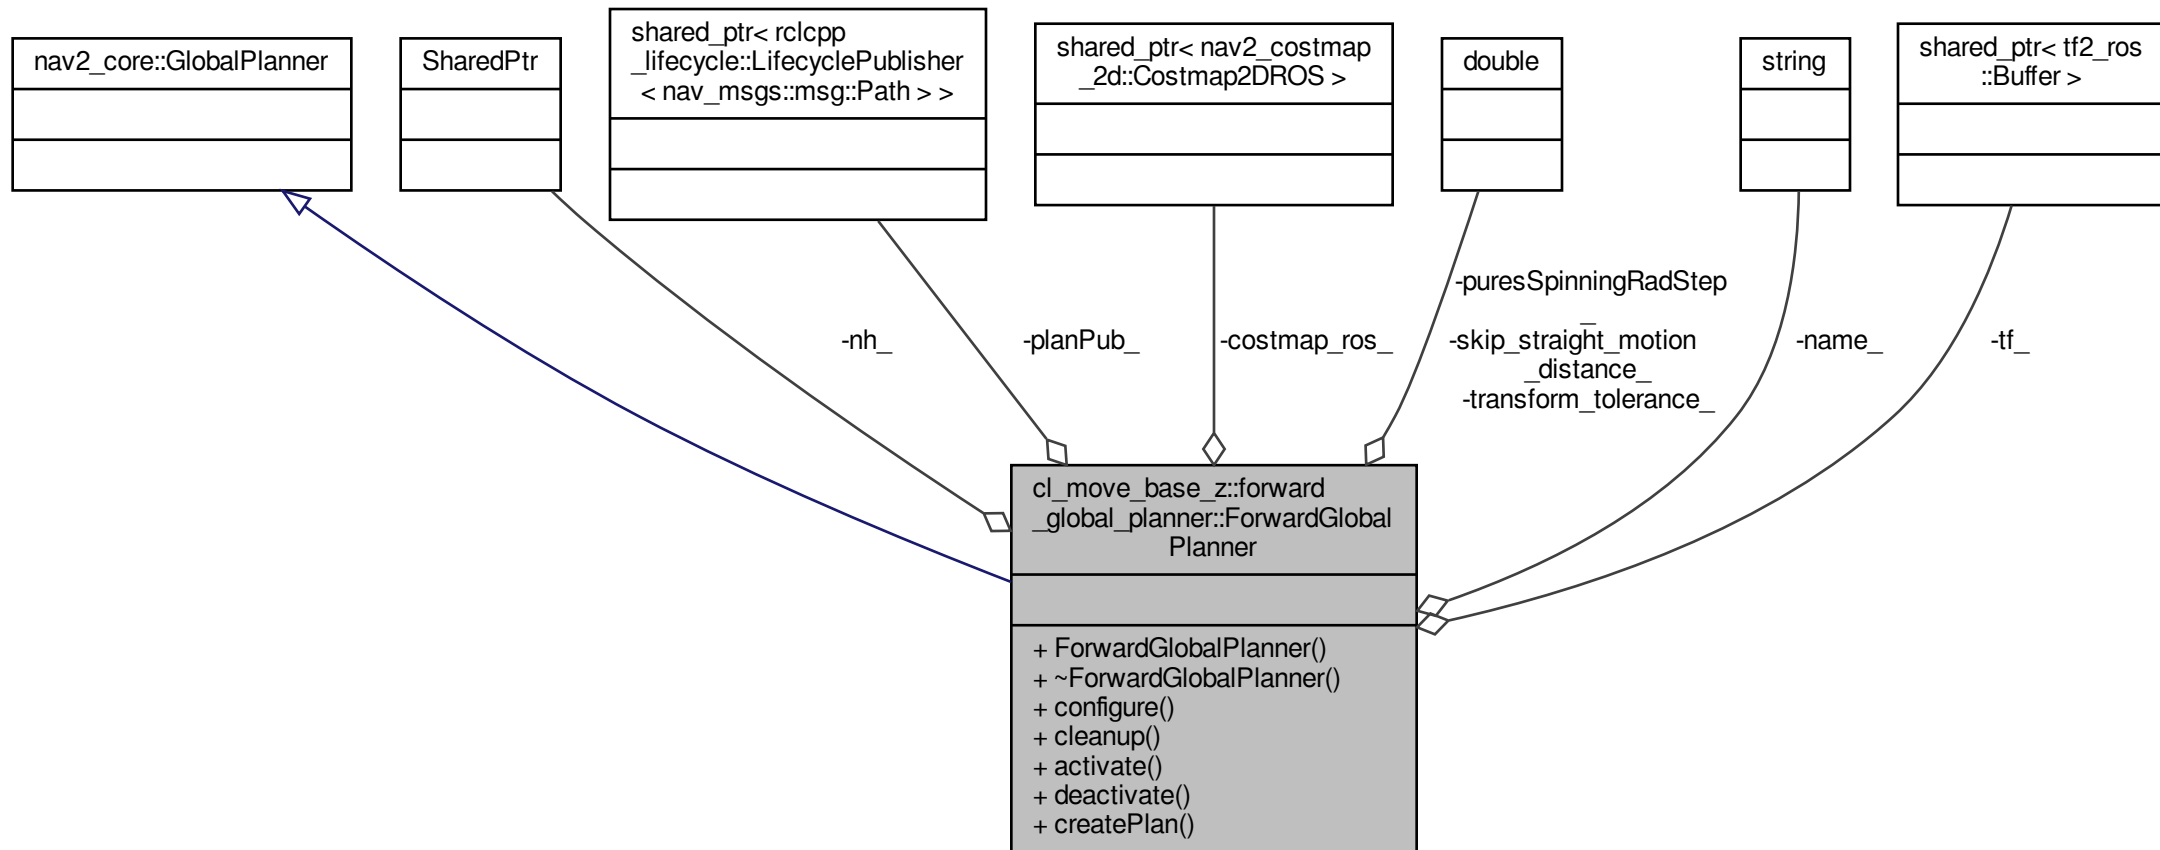 nav2_core::GlobalPlanner
SharedPtr
shared_ptr< rclcpp
_lifecycle::LifecyclePublisher
< nav_msgs::msg::Path > >
shared_ptr< nav2_costmap
_2d::Costmap2DROS >
double
string
shared_ptr< tf2_ros
::Buffer >
-nh_
-planPub_
-costmap_ros_
-puresSpinningRadStep
_
-skip_straight_motion
_distance_
-transform_tolerance_
-name_
-tf_
cl_move_base_z::forward
_global_planner::ForwardGlobal
Planner
+ ForwardGlobalPlanner()
+ ~ForwardGlobalPlanner()
+ configure()
+ cleanup()
+ activate()
+ deactivate()
+ createPlan()